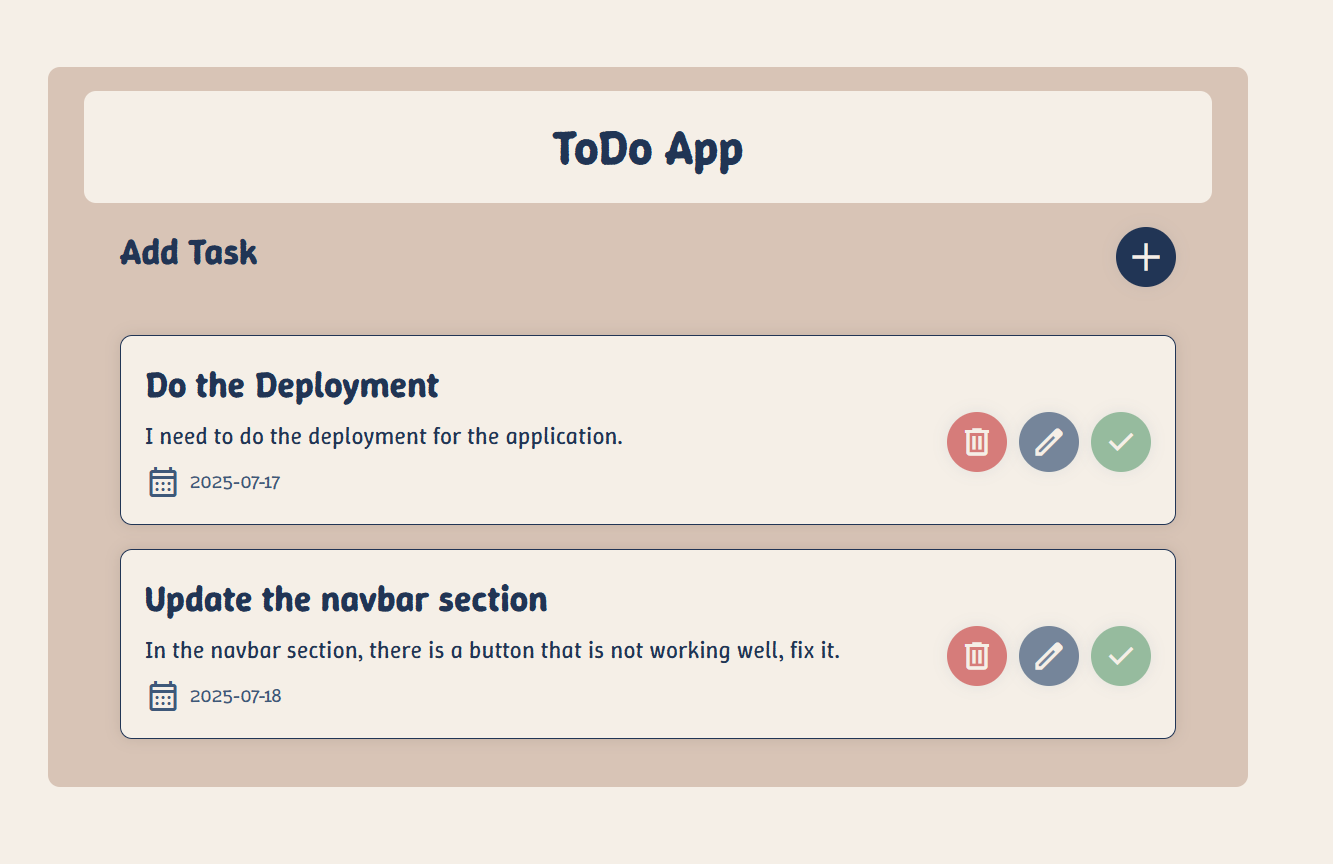 ToDo App
Add Task
Do the Deployment
I need to do the deployment for the application.
2025-07-17
Update the navbar section
In the navbar section, there is a button that is not working well, fix it.
2025-07-18